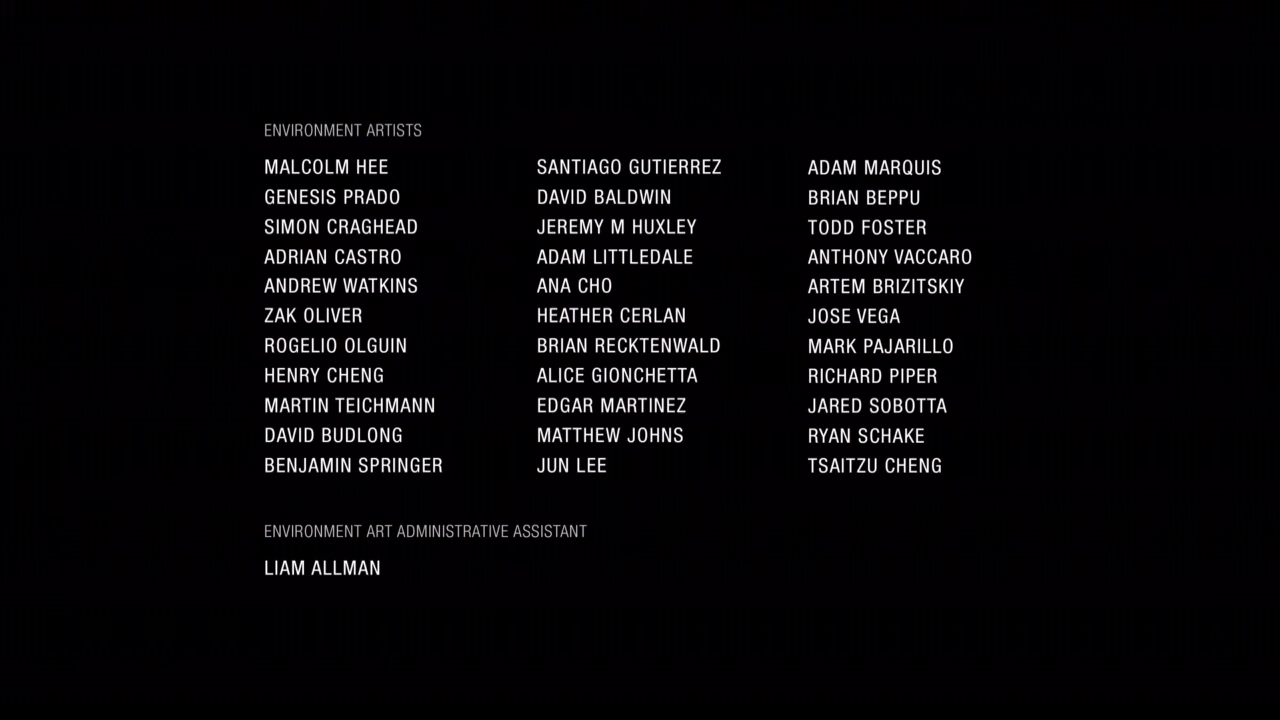 ENVIRONMENT ARTISTS
MALCOLM HEE
GENESIS PRADO
SIMON CRAGHEAD
ADRIAN CASTRO
ANDREW WATKINS
ZAK OLIVER
ROGELIO OLGUIN
HENRY CHENG
MARTIN TEICHMANN
DAVID BUDLONG
BENJAMIN SPRINGER
SANTIAGO GUTIERREZ
DAVID BALDWIN
JEREMY M HUXLEY
ADAM LITTLEDALE
ANA CHO
HEATHER CERLAN
BRIAN RECKTENWALD
ALICE GIONCHETTA
EDGAR MARTINEZ
MATTHEW JOHNS
JUN LEE
ADAM MARQUIS
BRIAN BEPPU
TODD FOSTER
ANTHONY VACCARO
ARTEM BRIZITSKIY
JOSE VEGA
MARK PAJARILLO
RICHARD PIPER
JARED SOBOTTA
RYAN SCHAKE
TSAITZU CHENG
ENVIRONMENT ART ADMINISTRATIVE ASSISTANT
LIAM ALLMAN